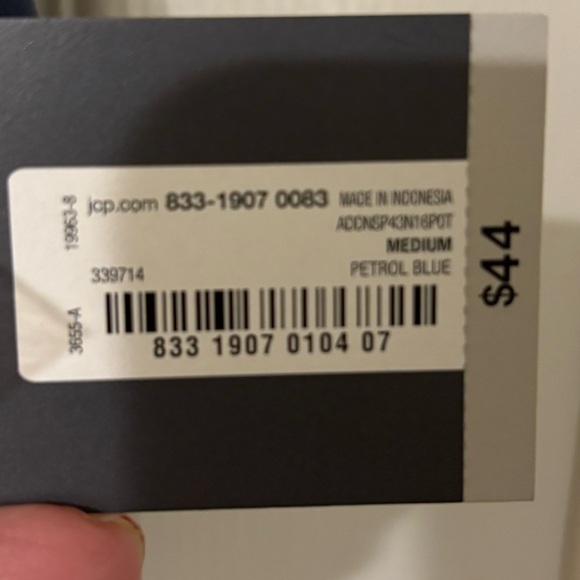 jcp.com 833-1907 0083 MADE IN INDONESIA
ADDNSP43N16P0T
MEDIUM
339714 PETROL BLUE
833 1907 0104 07
19963-8
3655-A
$44